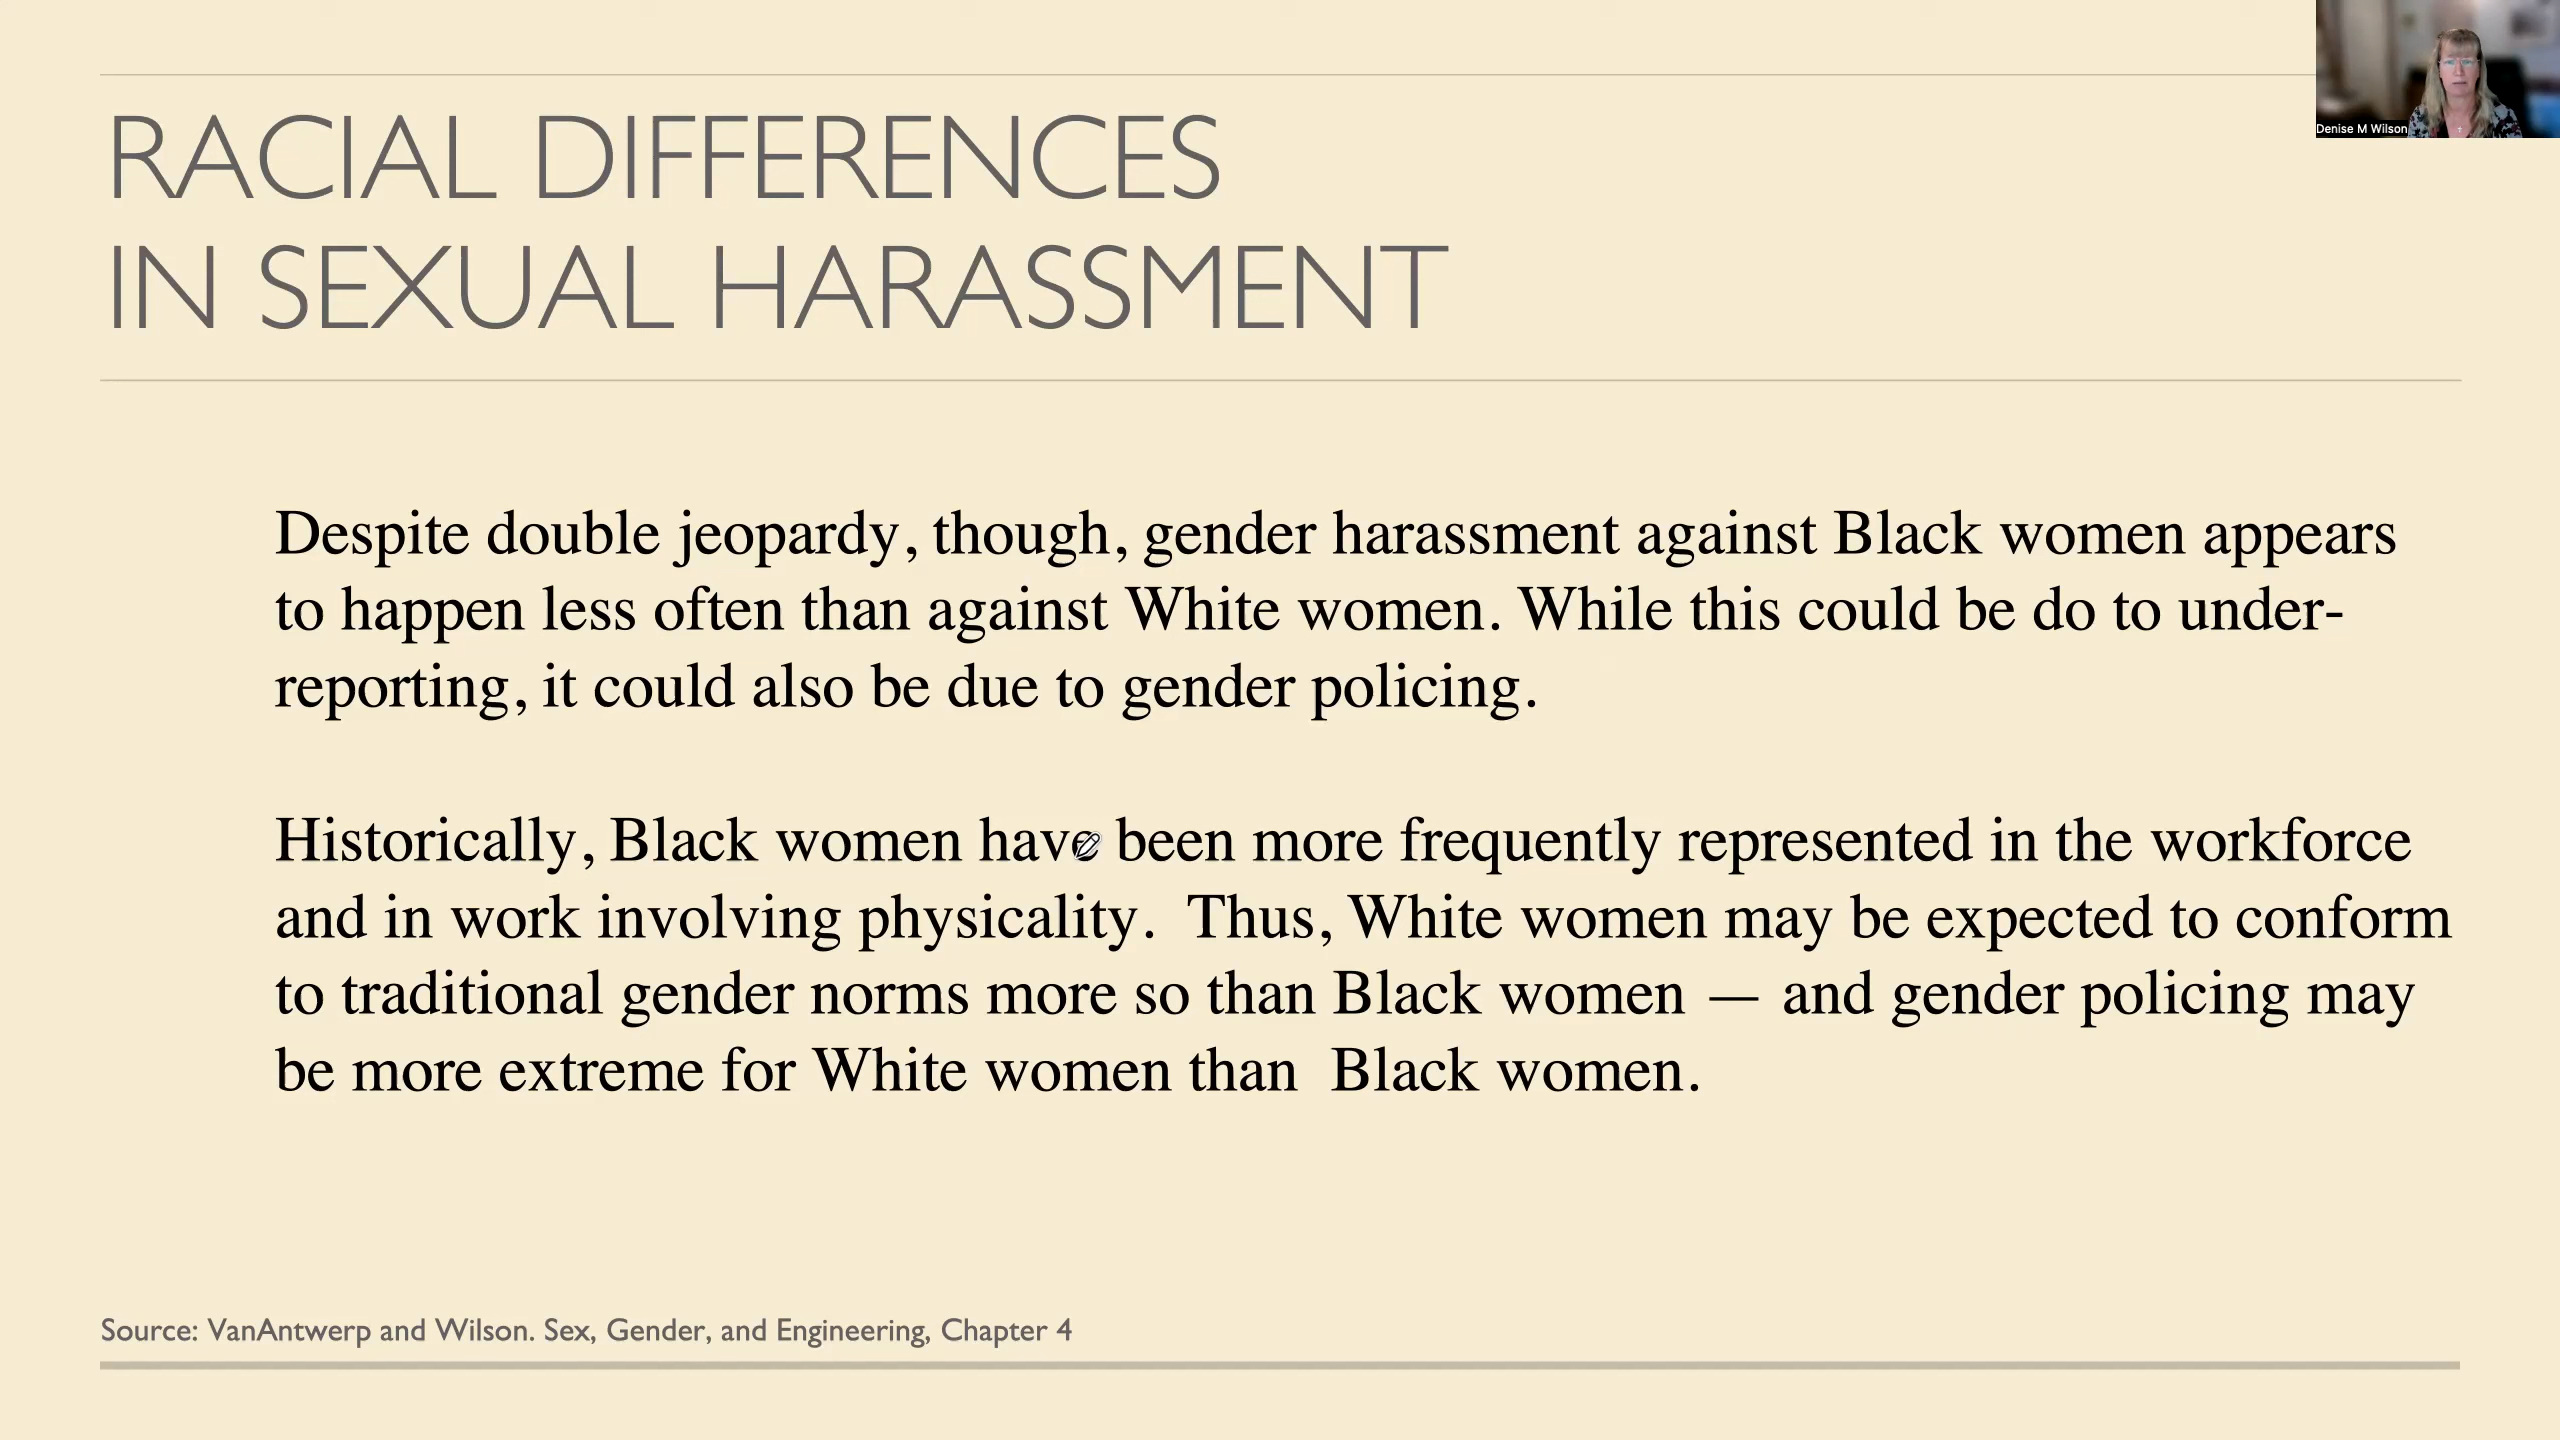 RACIAL DIFFERENCES
IN SEXUAL HARASSMENT
Denise M Wilson
Despite double jeopardy, though, gender harassment against Black women appears
to happen less often than against White women. While this could be do to under-
reporting, it could also be due to gender policing.
Historically, Black women have been more frequently represented in the workforce
and in work involving physicality.  Thus, White women may be expected to conform
to traditional gender norms more so than Black women — and gender policing may
be more extreme for White women than  Black women.
Source: VanAntwerp and Wilson. Sex, Gender, and Engineering, Chapter 4